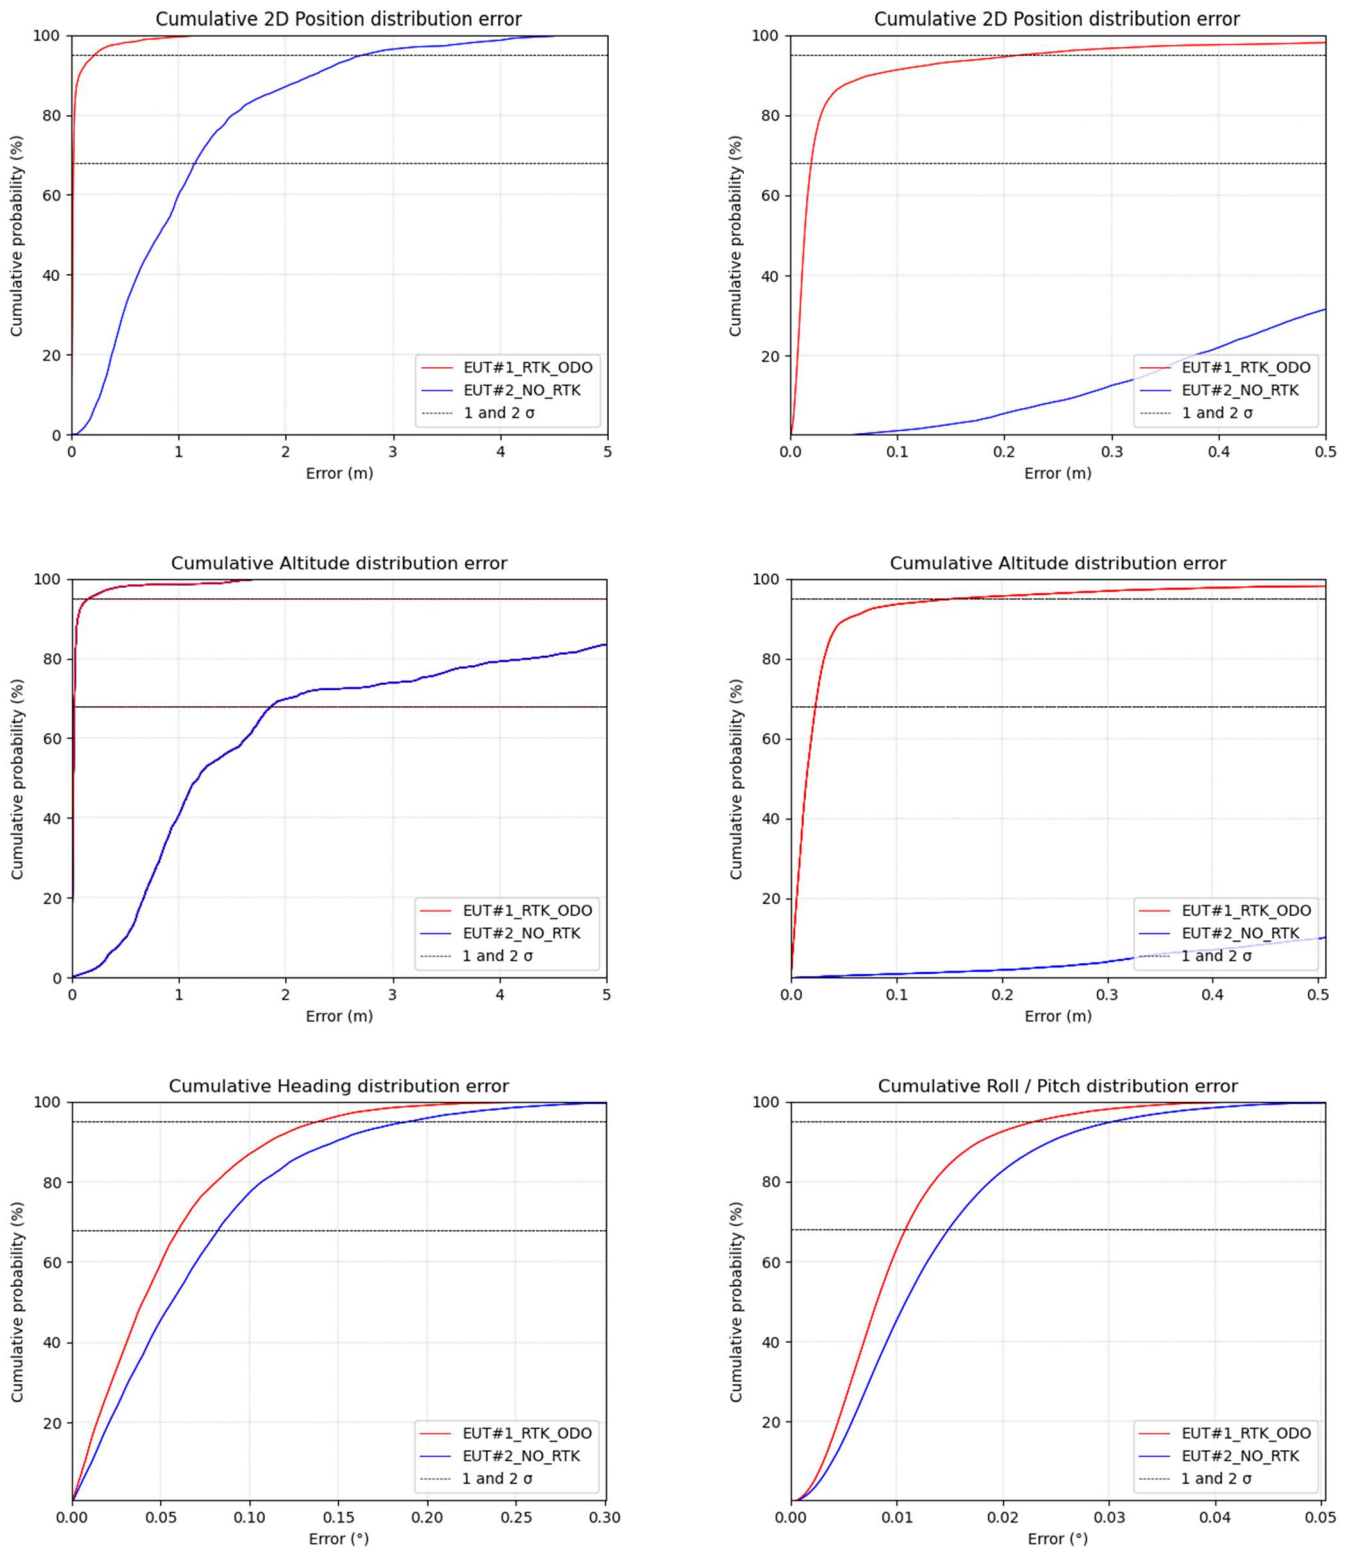 Cumulative 2D Position distribution error
100
80
60
40
20
0
Cumulative probability (%)
EUT#1_RTK_ODO
EUT#2_NO_RTK
1 and 2 σ
0 1 2 3 4 5
Error (m)
Cumulative 2D Position distribution error
100
80
60
40
20
Cumulative probability (%)
EUT#1_RTK_ODO
EUT#2_NO_RTK
1 and 2 σ
0.0 0.1 0.2 0.3 0.4 0.5
Error (m)
Cumulative Altitude distribution error
100
80
60
40
20
0
Cumulative probability (%)
EUT#1_RTK_ODO
EUT#2_NO_RTK
1 and 2 σ
0 1 2 3 4 5
Error (m)
Cumulative Altitude distribution error
100
80
60
40
20
Cumulative probability (%)
EUT#1_RTK_ODO
EUT#2_NO_RTK
1 and 2 σ
0.0 0.1 0.2 0.3 0.4 0.5
Error (m)
Cumulative Heading distribution error
100
80
60
40
20
Cumulative probability (%)
EUT#1_RTK_ODO
EUT#2_NO_RTK
1 and 2 σ
0.00 0.05 0.10 0.15 0.20 0.25 0.30
Error (°)
Cumulative Roll / Pitch distribution error
100
80
60
40
20
Cumulative probability (%)
EUT#1_RTK_ODO
EUT#2_NO_RTK
1 and 2 σ
0.00 0.01 0.02 0.03 0.04 0.05
Error (°)